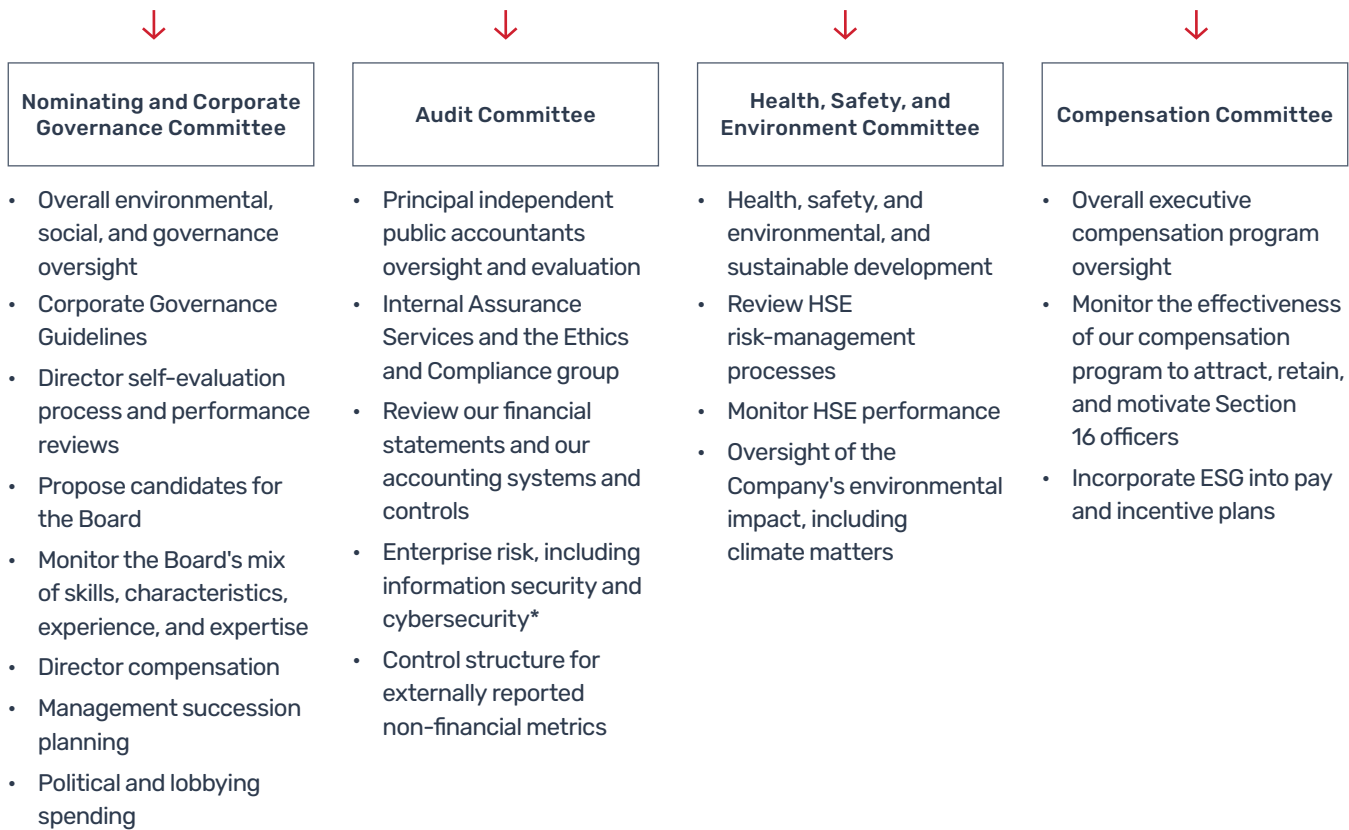 Nominating and Corporate
Governance Committee
• Overall environmental,
social, and governance
oversight
• Corporate Governance
Guidelines
• Director self-evaluation
process and performance
reviews
• Propose candidates for
the Board
• Monitor the Board's mix
of skills, characteristics,
experience, and expertise
• Director compensation
• Management succession
planning
• Political and lobbying
spending
Audit Committee
• Principal independent
public accountants
oversight and evaluation
• Internal Assurance
Services and the Ethics
and Compliance group
• Review our financial
statements and our
accounting systems and
controls
• Enterprise risk, including
information security and
cybersecurity*
• Control structure for
externally reported
non-financial metrics
Health, Safety, and
Environment Committee
• Health, safety, and
environmental, and
sustainable development
• Review HSE
risk-management
processes
• Monitor HSE performance
• Oversight of the
Company's environmental
impact, including
climate matters
Compensation Committee
• Overall executive
compensation program
oversight
• Monitor the effectiveness
of our compensation
program to attract, retain,
and motivate Section
16 officers
• Incorporate ESG into pay
and incentive plans